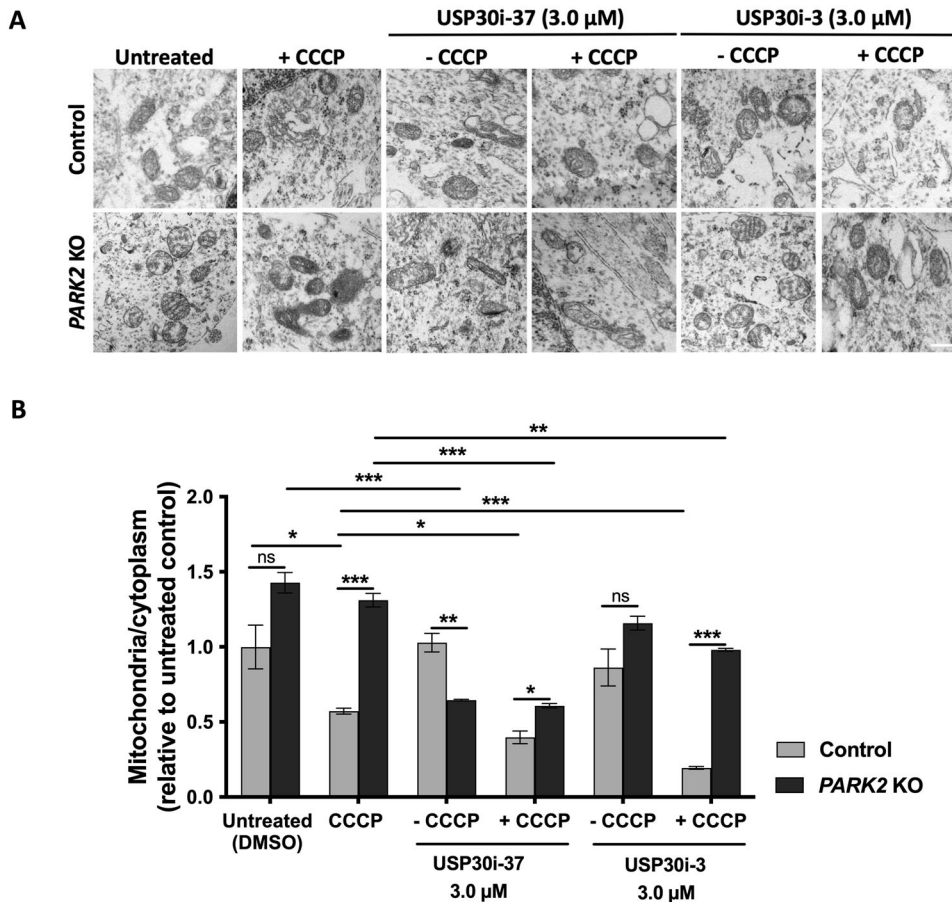 A
USP30i-37 (3.0 µM) USP30i-3 (3.0 µM)
Untreated + CCCP - CCCP + CCCP - CCCP + CCCP
Control
PARK2 KO
B
**
***
***
***
* *
ns *** ** * ns ***
Mitochondria/cytoplasm
(relative to untreated control)
2.0
1.5
1.0
0.5
0.0
Control
PARK2 KO
Untreated CCCP - CCCP + CCCP - CCCP + CCCP
(DMSO)
USP30i-37 USP30i-3
3.0 µM 3.0 µM